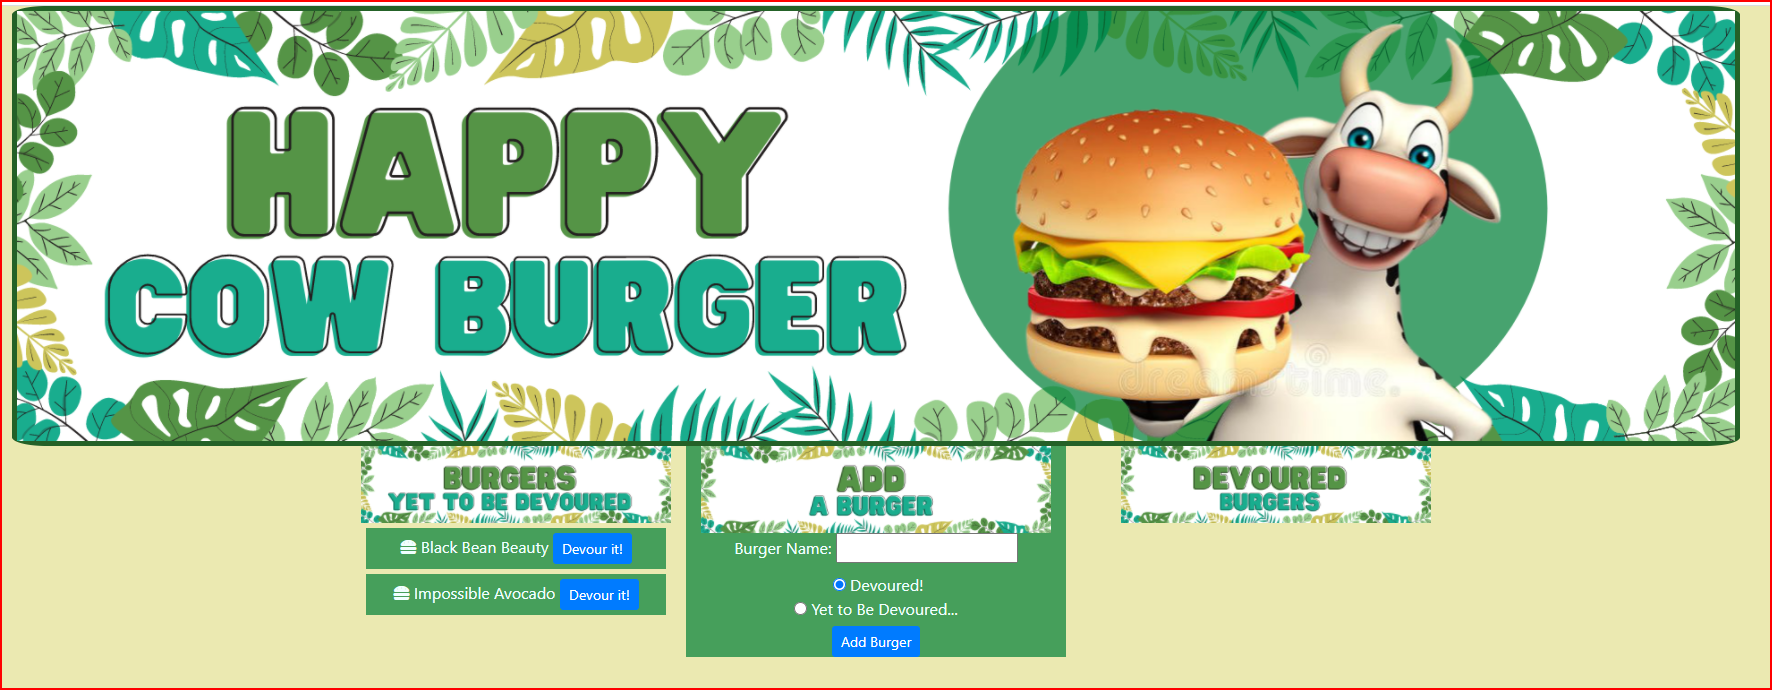 HAPPY
COW BURGER
dreamstime.
BURGERS
YET TO BE DEVOURED
Black Bean Beauty Devour it!
Impossible Avocado Devour it!
ADD
A BURGER
Burger Name:
Devoured!
Yet to Be Devoured...
Add Burger
DEVOURED
BURGERS